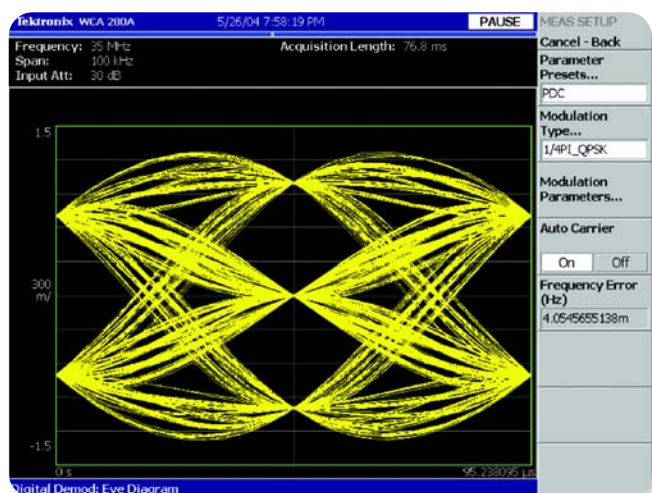 Tektronix WCA 280A 5/26/04 7:58:19 PM PAUSE MEAS SETUP
Frequency: 35 MHz Acquisition Length: 76.8 ms
Span: 100 kHz
Input Att: 30 dB
Cancel - Back
Parameter
Presets...
PDC
Modulation
Type...
1/4PI_QPSK
Modulation
Parameters...
Auto Carrier
On Off
Frequency Error
(Hz)
4.0545655138m
1.5
300
m/
-1.5
0 s 95.238095 µs
Digital Demod: Eye Diagram